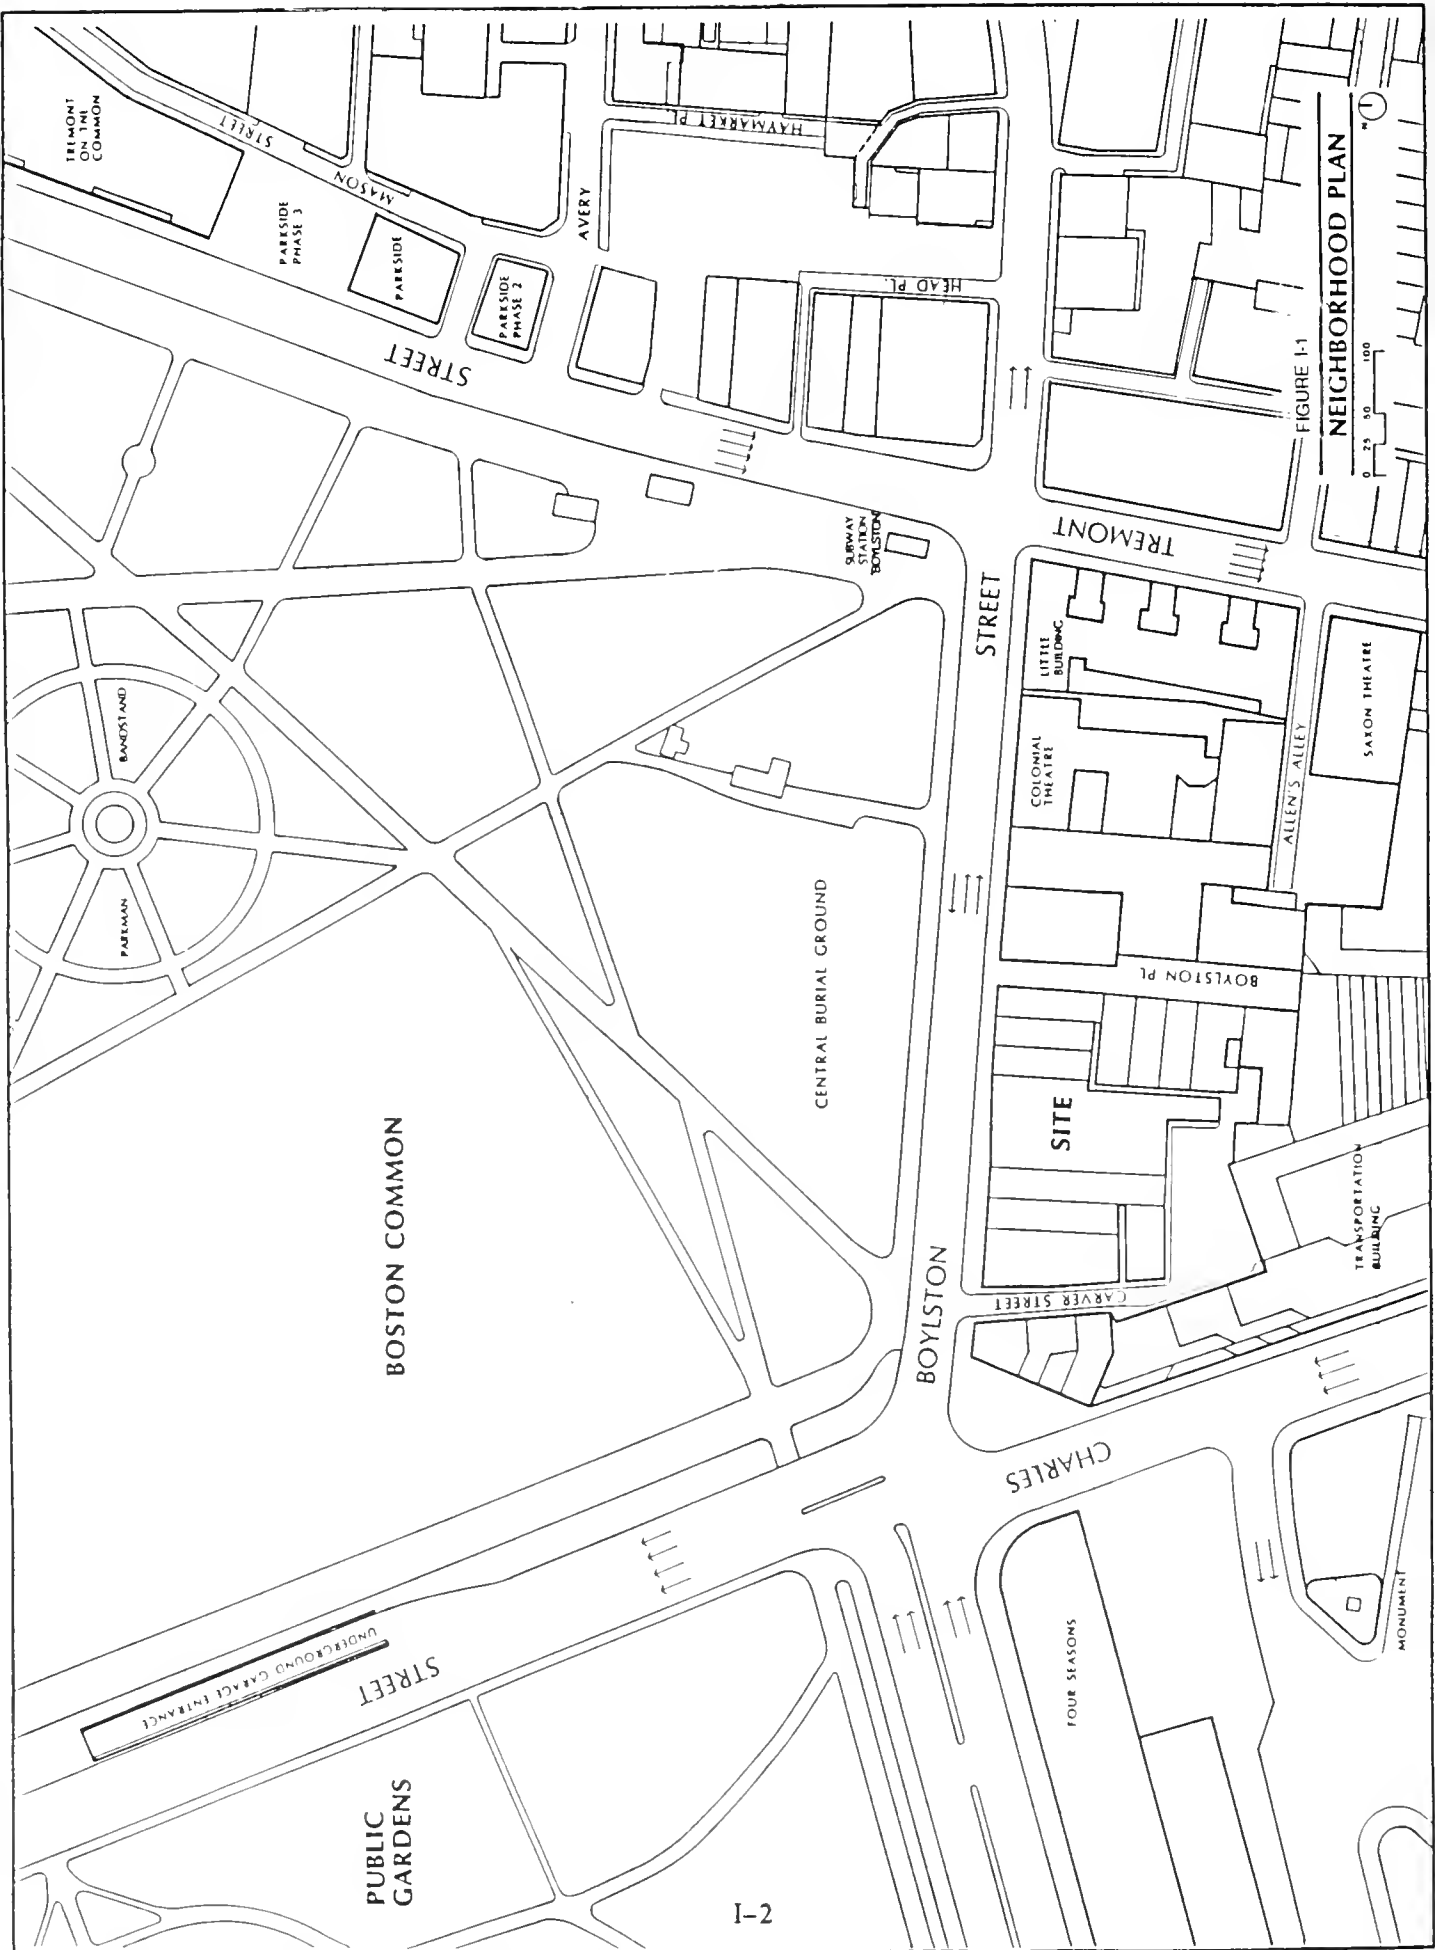 TREMONT
ON TNE
COMMON
MASON
STREET
PARKSIDE
PHASE 3
PARKSIDE
PARKSIDE
PHASE 2
AVERY
HAYMARKET PL.
HEAD PL.
STREET
TREMONT
SUBWAY
STATION
BOYLSTON
PARKMAN
BANDSTAND
BOSTON COMMON
CENTRAL BURIAL GROUND
BOYLSTON
STREET
LITTLE
BUILDING
COLONIAL
THEATRE
ALLEN'S ALLEY
SAXON THEATRE
BOYLSTON PL
SITE
CARVER STREET
TRANSPORTATION
BUILDING
CHARLES
STREET
UNDERGROUND GARAGE ENTRANCE
PUBLIC
GARDENS
FOUR SEASONS
MONUMENT
FIGURE I-1
NEIGHBORHOOD PLAN
N
0 25 50 100
I-2